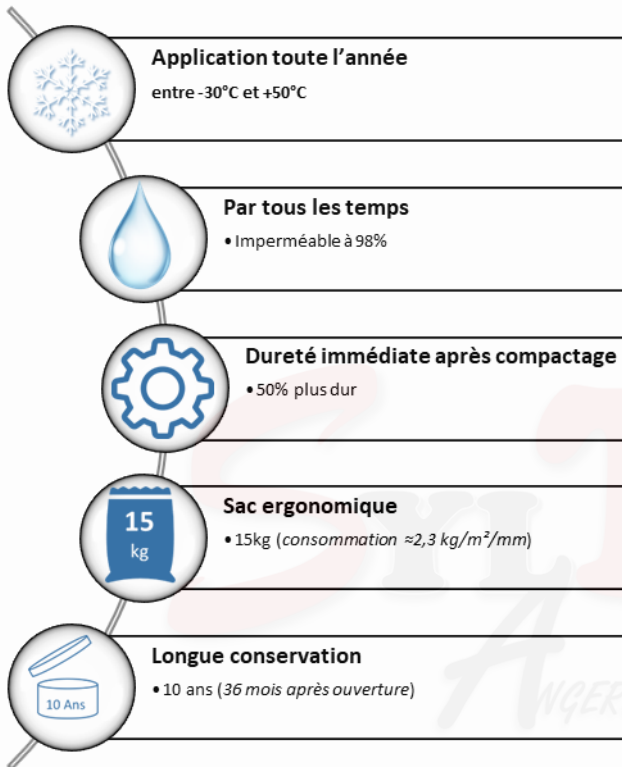 Application toute l'année
entre -30°C et +50°C
Par tous les temps
• Imperméable à 98%
Dureté immédiate après compactage
• 50% plus dur
15
kg
Sac ergonomique
• 15kg (consommation ≈2,3 kg/m²/mm)
10 Ans
Longue conservation
• 10 ans (36 mois après ouverture)